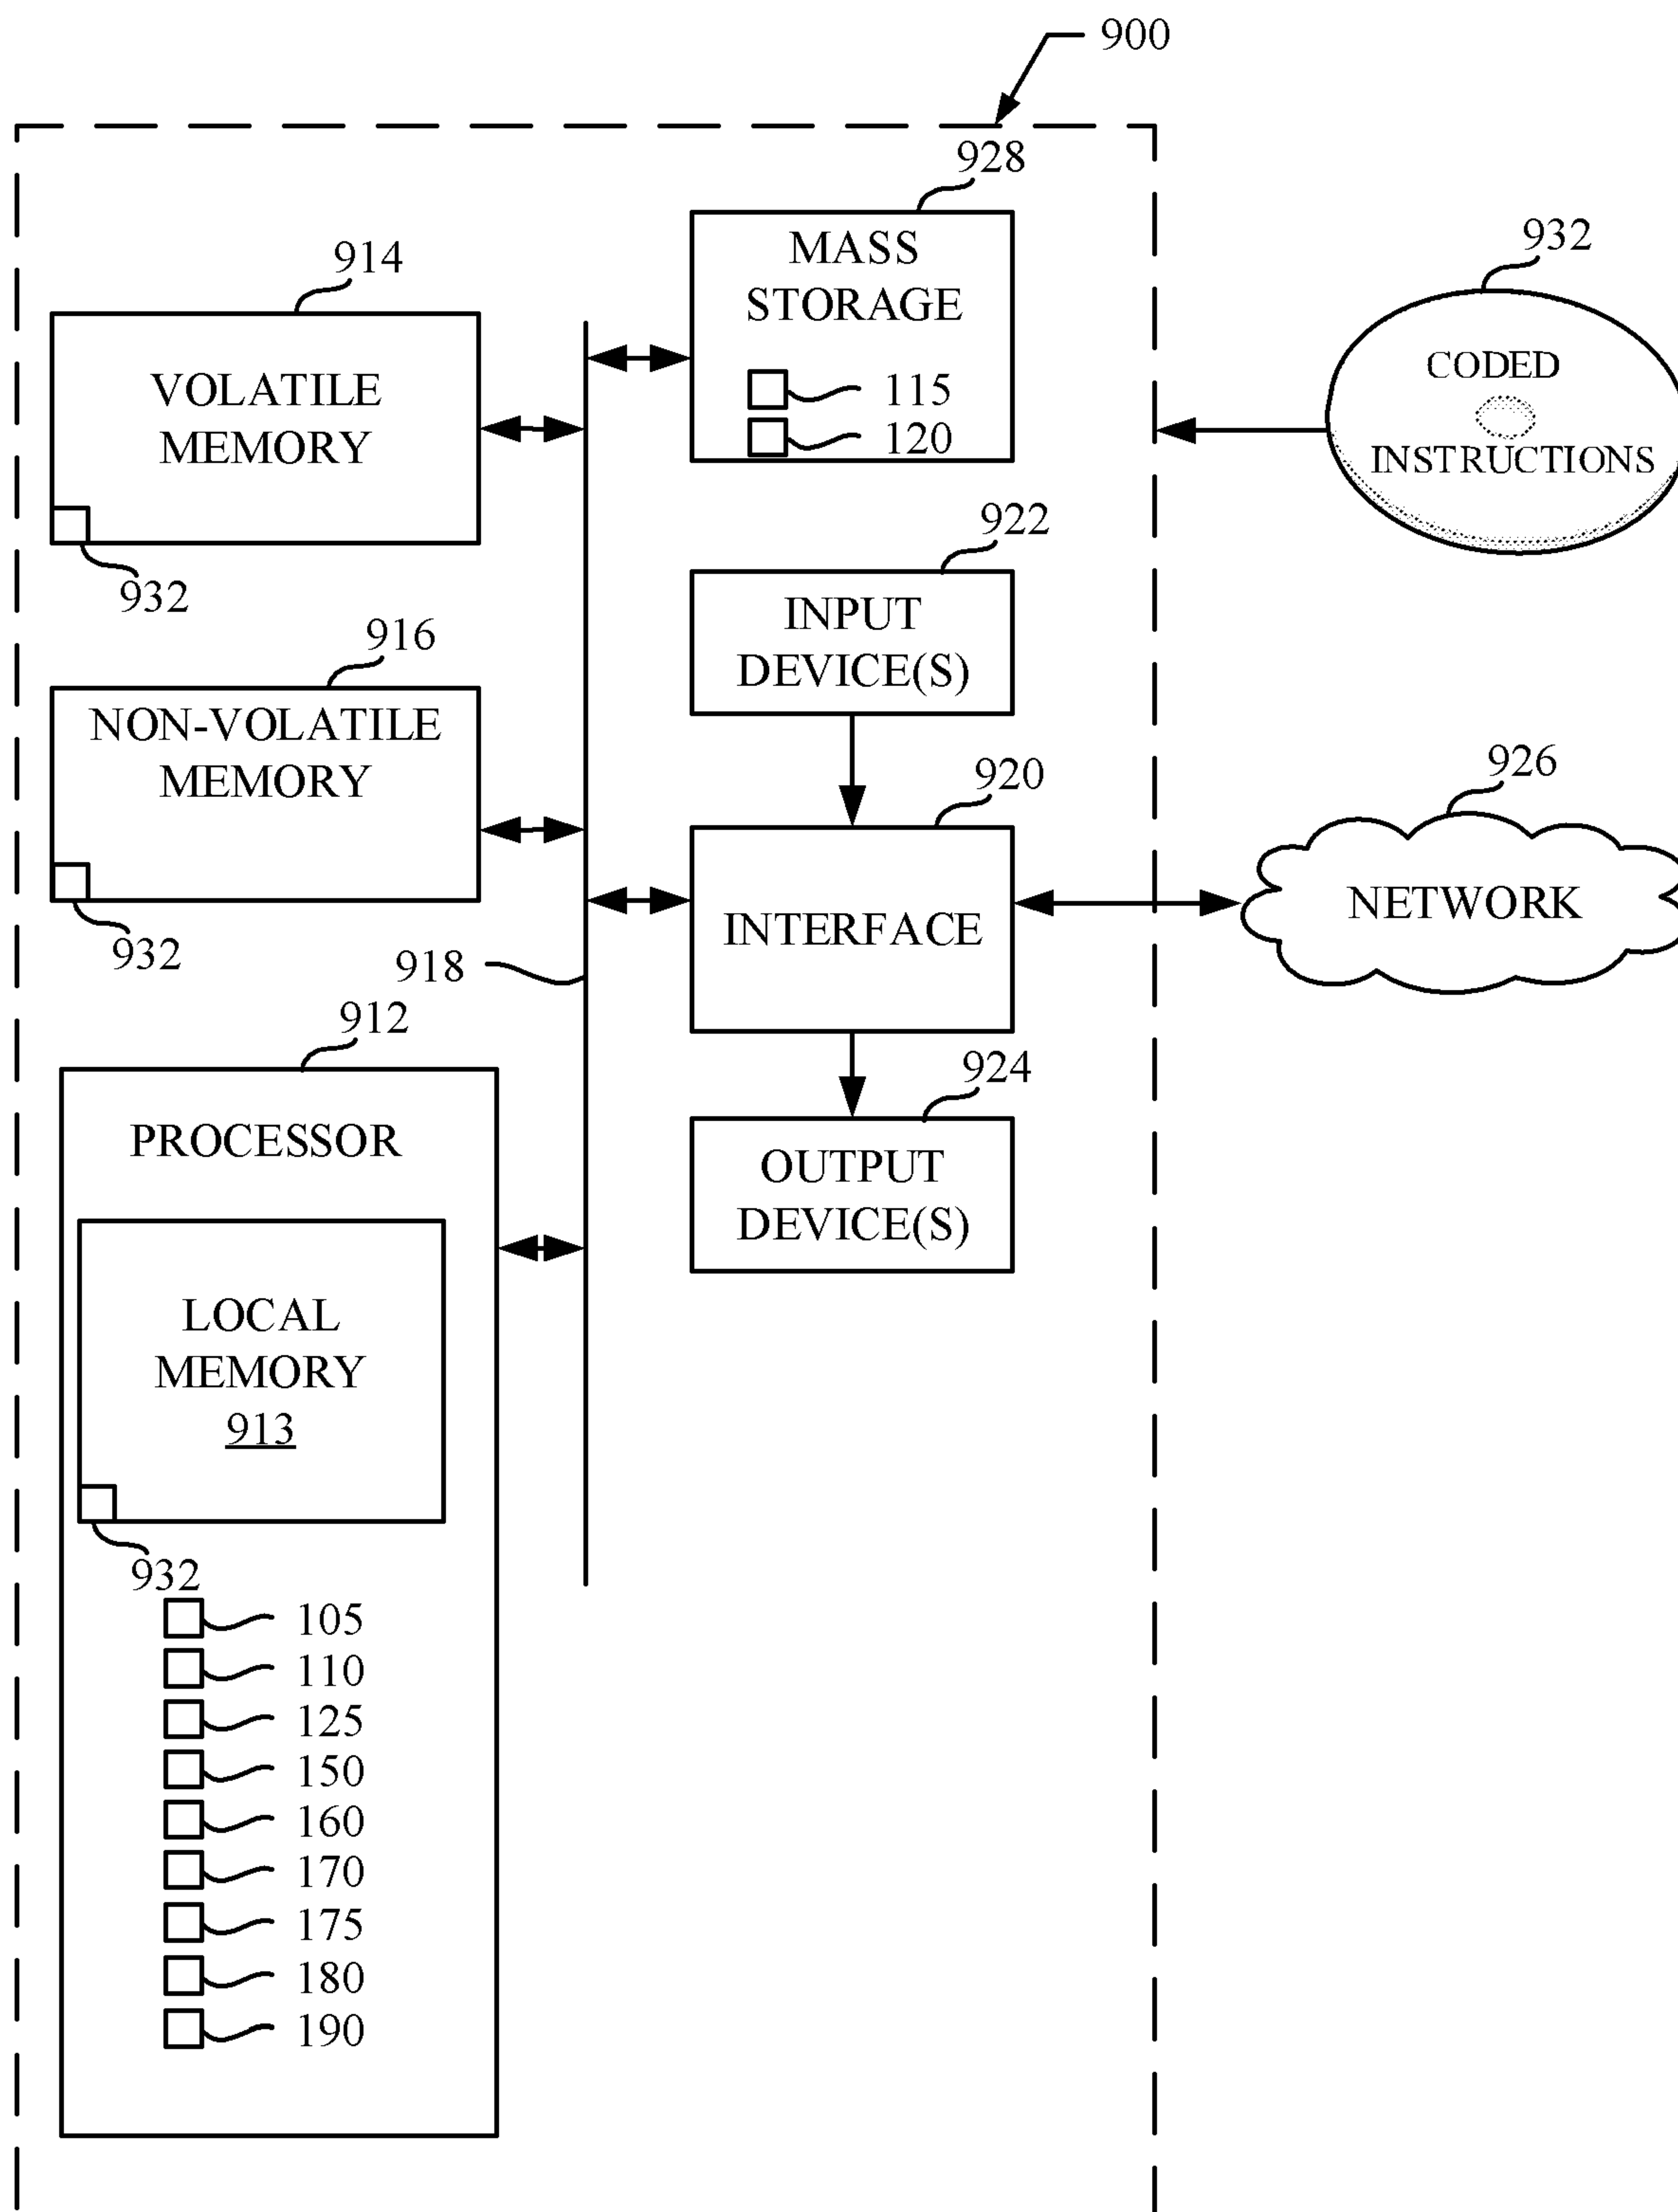 900
928
MASS
STORAGE
115
120
914
VOLATILE
MEMORY
932
932
CODED
INSTRUCTIONS
922
INPUT
DEVICE(S)
916
NON-VOLATILE
MEMORY
932
920
INTERFACE
926
NETWORK
918
912
PROCESSOR
924
OUTPUT
DEVICE(S)
LOCAL
MEMORY
913
932
105
110
125
150
160
170
175
180
190